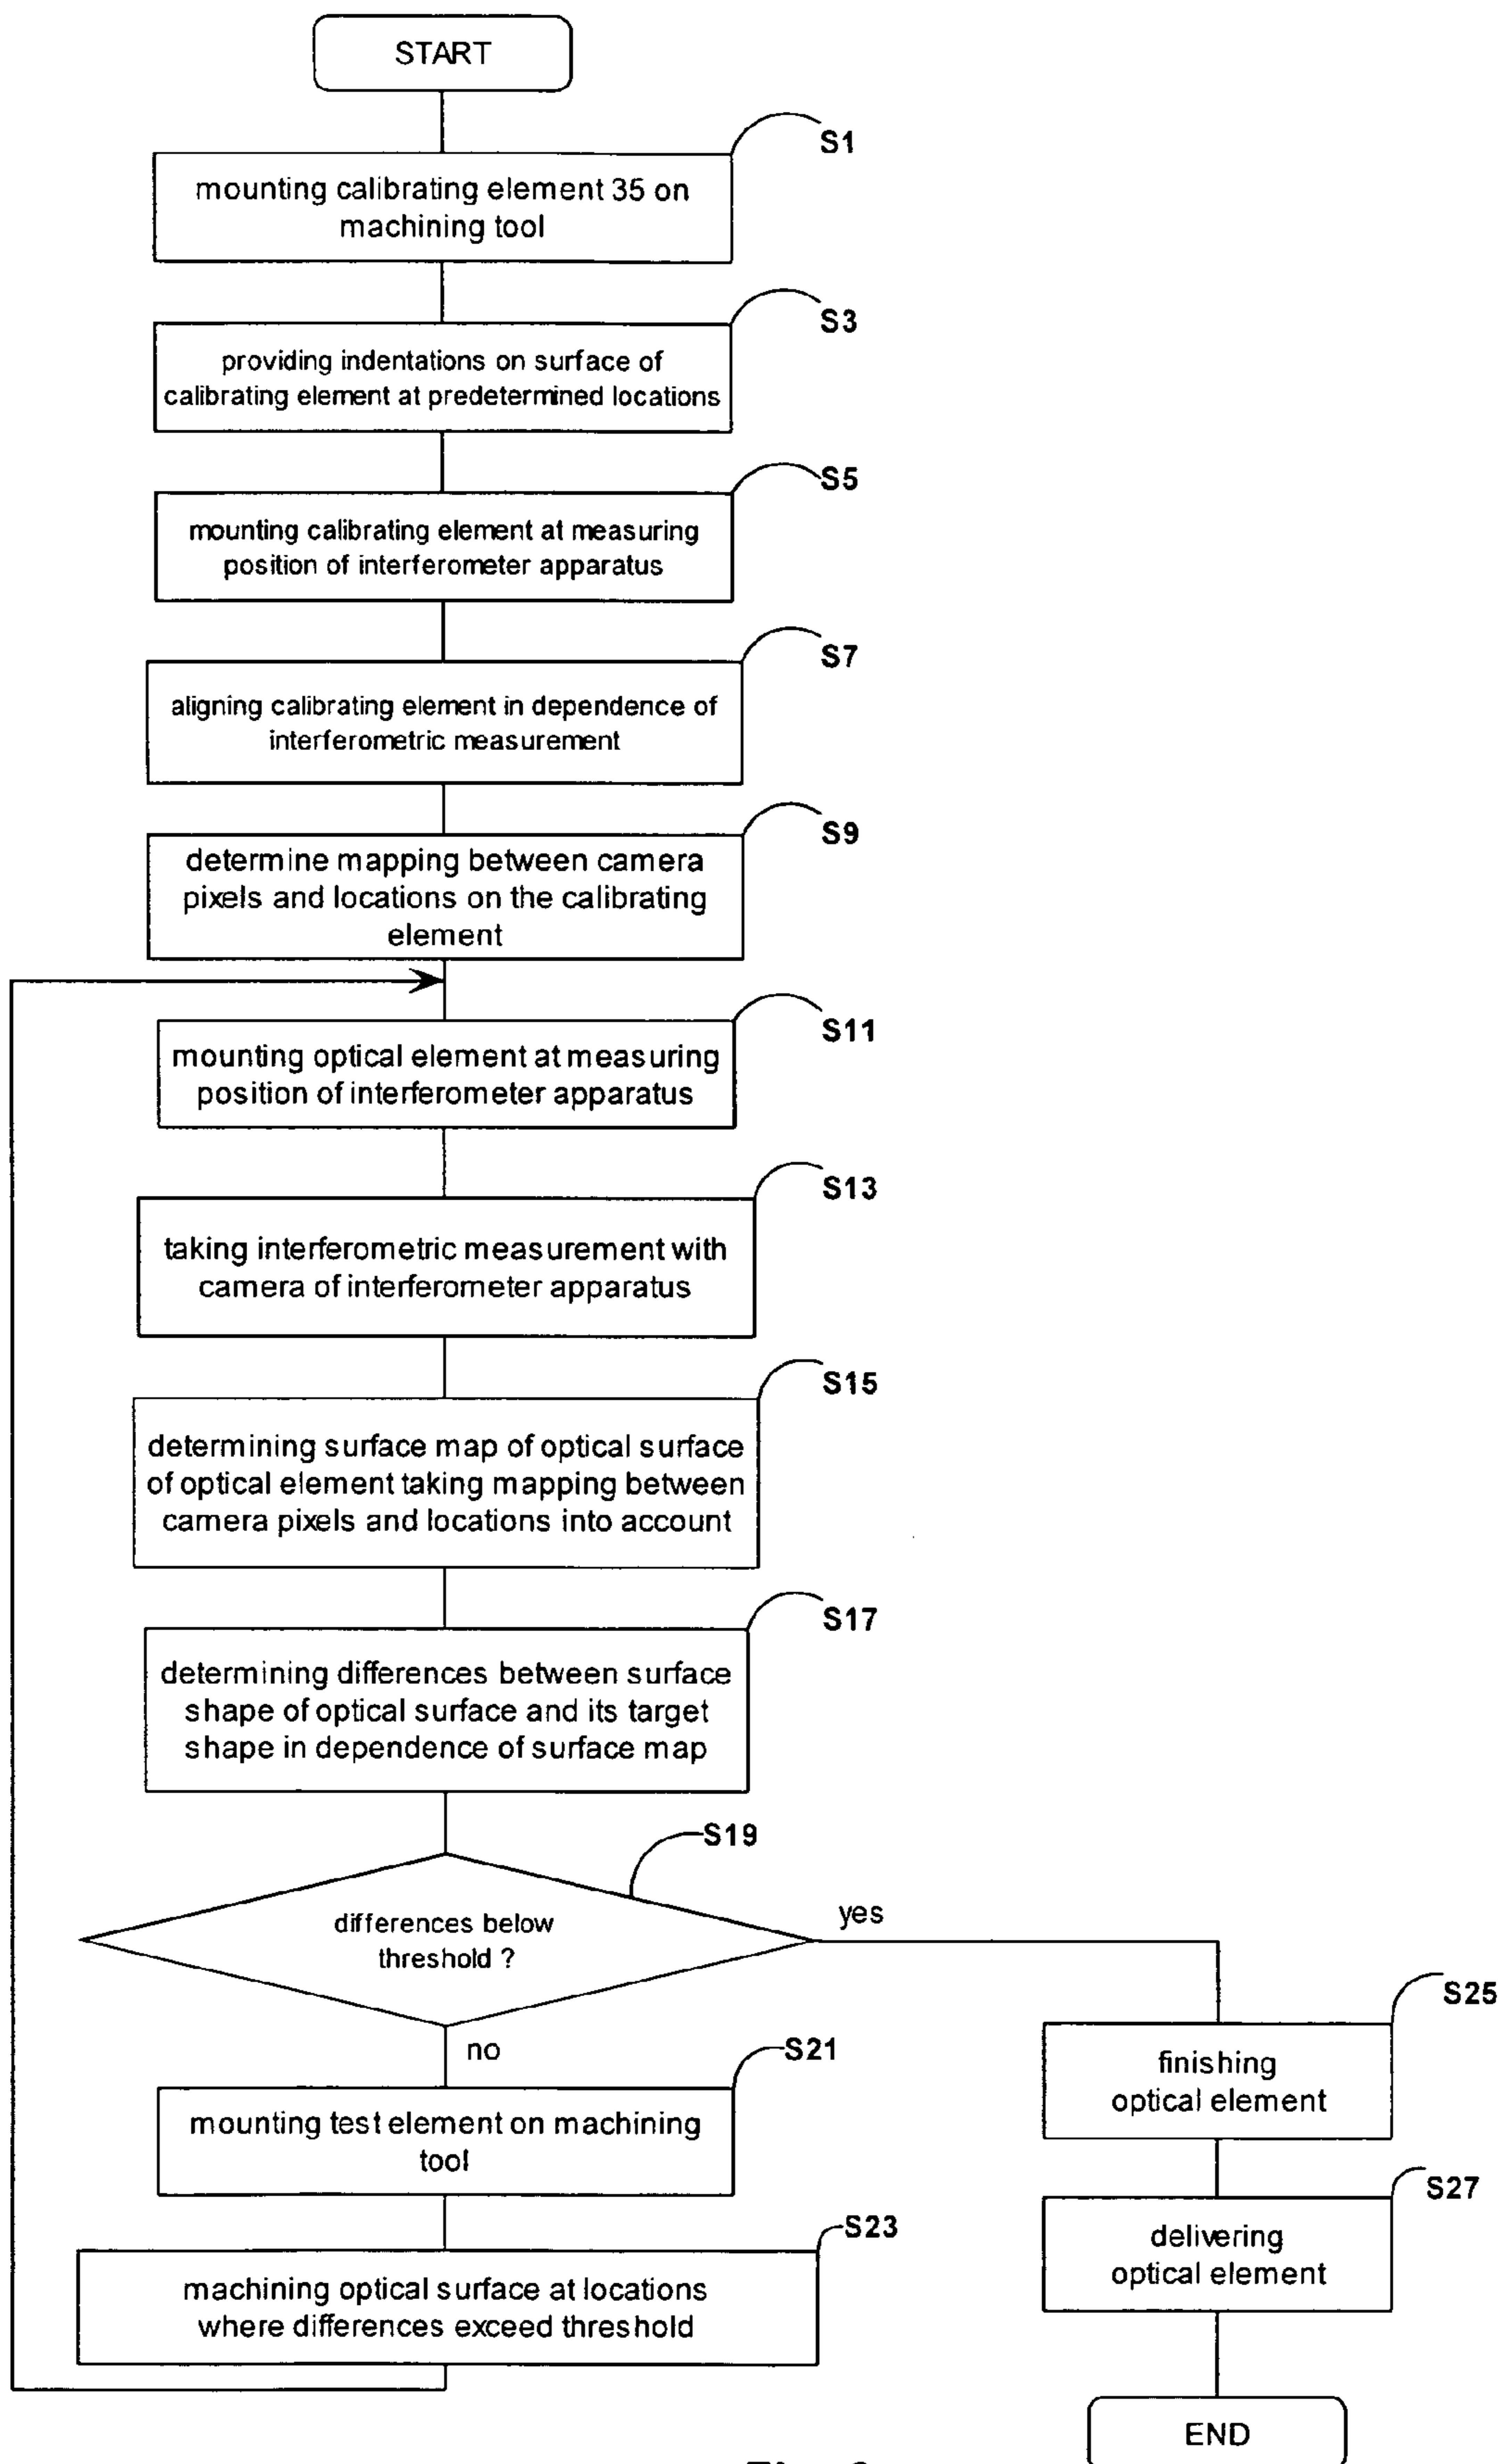 START
S1
mounting calibrating element 35 on
machining tool
S3
providing indentations on surface of
calibrating element at predetermined locations
S5
mounting calibrating element at measuring
position of interferometer apparatus
S7
aligning calibrating element in dependence of
interferometric measurement
S9
determine mapping between camera
pixels and locations on the calibrating
element
S11
mounting optical element at measuring
position of interferometer apparatus
S13
taking interferometric measurement with
camera of interferometer apparatus
S15
determining surface map of optical surface
of optical element taking mapping between
camera pixels and locations into account
S17
determining differences between surface
shape of optical surface and its target
shape in dependence of surface map
S19
differences below
threshold ?
yes
no
S21
mounting test element on machining
tool
S23
machining optical surface at locations
where differences exceed threshold
S25
finishing
optical element
S27
delivering
optical element
END